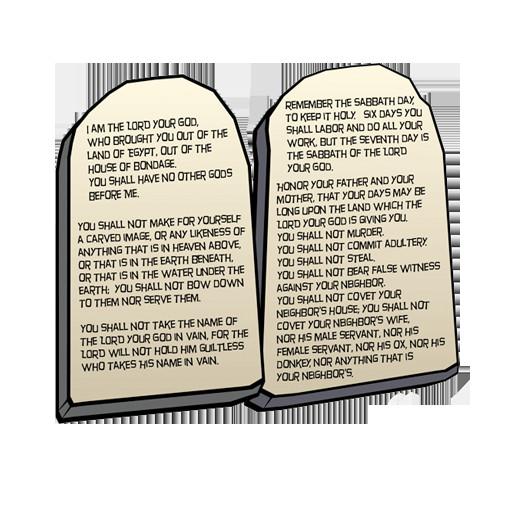 I AM THE LORD YOUR GOD,
WHO BROUGHT YOU OUT OF THE
LAND OF EGYPT, OUT OF THE
HOUSE OF BONDAGE.
YOU SHALL HAVE NO OTHER GODS
BEFORE ME.
YOU SHALL NOT MAKE FOR YOURSELF
A CARVED IMAGE, OR ANY LIKENESS OF
ANYTHING THAT IS IN HEAVEN ABOVE,
OR THAT IS IN THE EARTH BENEATH,
OR THAT IS IN THE WATER UNDER THE
EARTH; YOU SHALL NOT BOW DOWN
TO THEM NOR SERVE THEM.
YOU SHALL NOT TAKE THE NAME OF
THE LORD YOUR GOD IN VAIN, FOR THE
LORD WILL NOT HOLD HIM GUILTLESS
WHO TAKES HIS NAME IN VAIN.
REMEMBER THE SABBATH DAY,
TO KEEP IT HOLY. SIX DAYS YOU
SHALL LABOR AND DO ALL YOUR
WORK, BUT THE SEVENTH DAY IS
THE SABBATH OF THE LORD
YOUR GOD.
HONOR YOUR FATHER AND YOUR
MOTHER, THAT YOUR DAYS MAY BE
LONG UPON THE LAND WHICH THE
LORD YOUR GOD IS GIVING YOU.
YOU SHALL NOT MURDER.
YOU SHALL NOT COMMIT ADULTERY.
YOU SHALL NOT STEAL.
YOU SHALL NOT BEAR FALSE WITNESS
AGAINST YOUR NEIGHBOR.
YOU SHALL NOT COVET YOUR
NEIGHBOR'S HOUSE; YOU SHALL NOT
COVET YOUR NEIGHBOR'S WIFE,
NOR HIS MALE SERVANT, NOR HIS
FEMALE SERVANT, NOR HIS OX, NOR HIS
DONKEY, NOR ANYTHING THAT IS
YOUR NEIGHBOR'S.